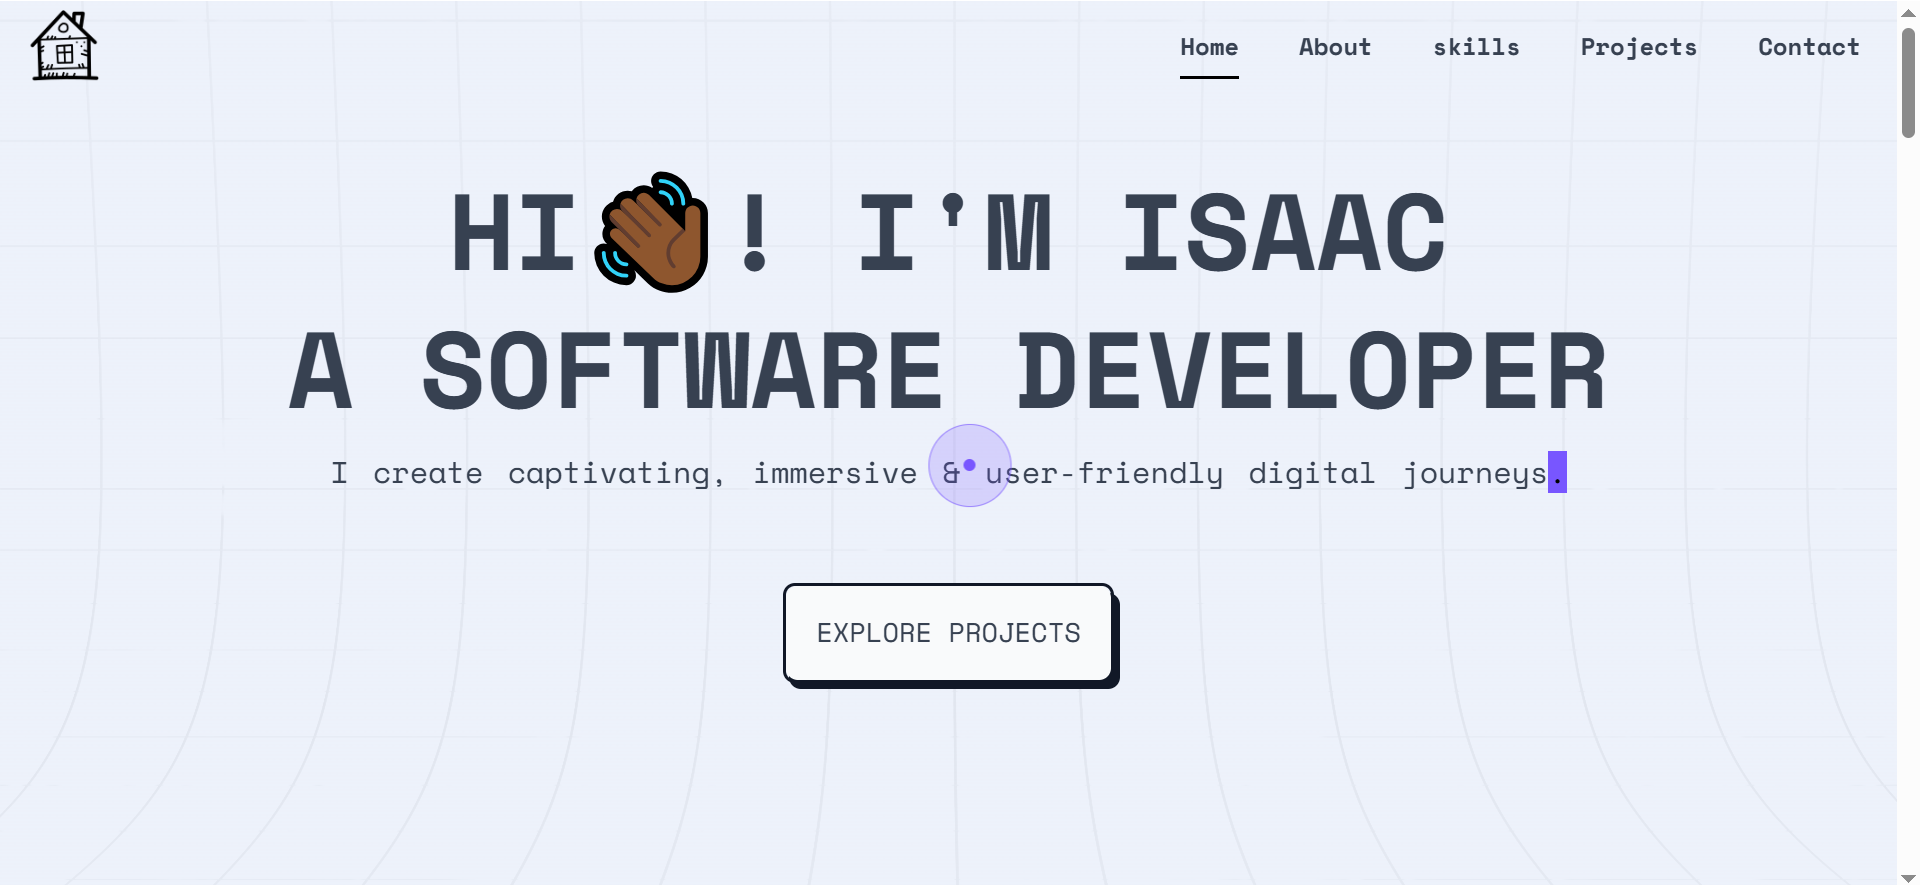 Home About skills Projects Contact
HI👋🏾! I'M ISAAC
A SOFTWARE DEVELOPER
I create captivating, immersive & user-friendly digital journeys.
EXPLORE PROJECTS